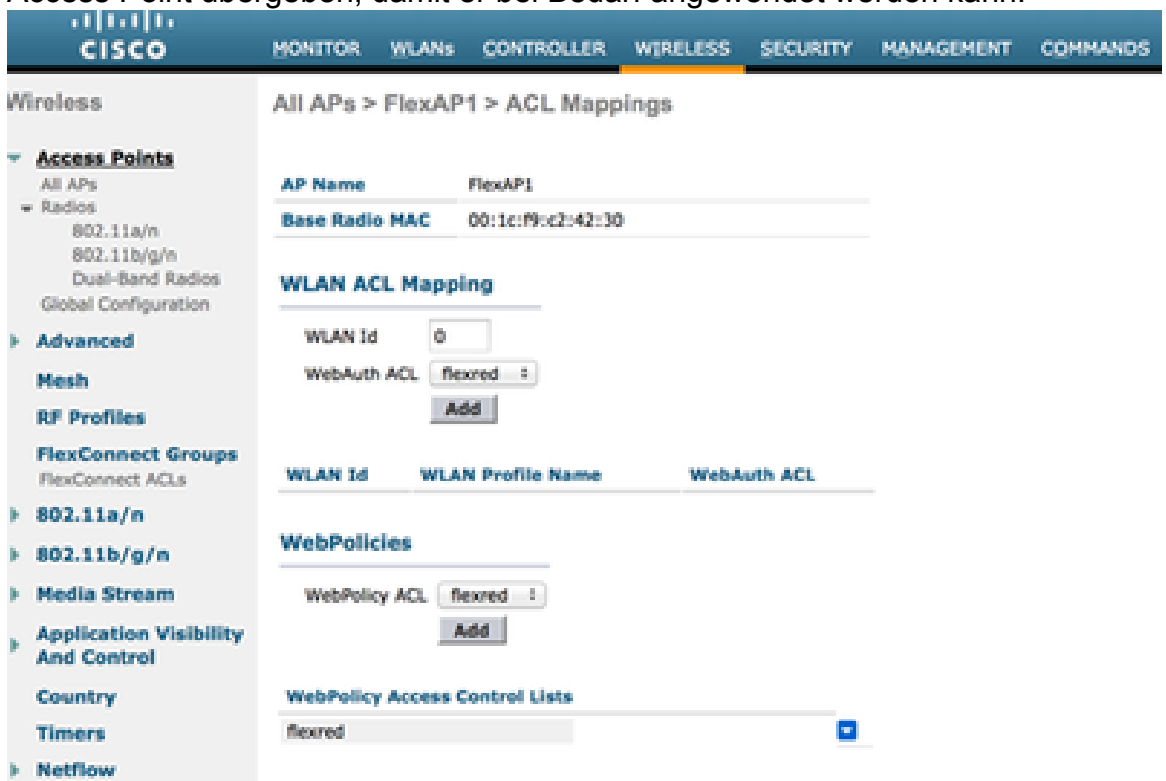 Access Point übergeben, damit er bei Bedarf angewendet werden kann.
CISCO
MONITOR WLANs CONTROLLER WIRELESS SECURITY MANAGEMENT COMMANDS
Wireless
Access Points
All APs
Radios
802.11a/n
802.11b/g/n
Dual-Band Radios
Global Configuration
Advanced
Mesh
RF Profiles
FlexConnect Groups
FlexConnect ACLs
802.11a/n
802.11b/g/n
Media Stream
Application Visibility
And Control
Country
Timers
Netflow
All APs > FlexAP1 > ACL Mappings
AP Name FlexAP1
Base Radio MAC 00:1c:f9:c2:42:30
WLAN ACL Mapping
WLAN Id 0
WebAuth ACL flexred
Add
WLAN Id WLAN Profile Name WebAuth ACL
WebPolicies
WebPolicy ACL flexred
Add
WebPolicy Access Control Lists
flexred